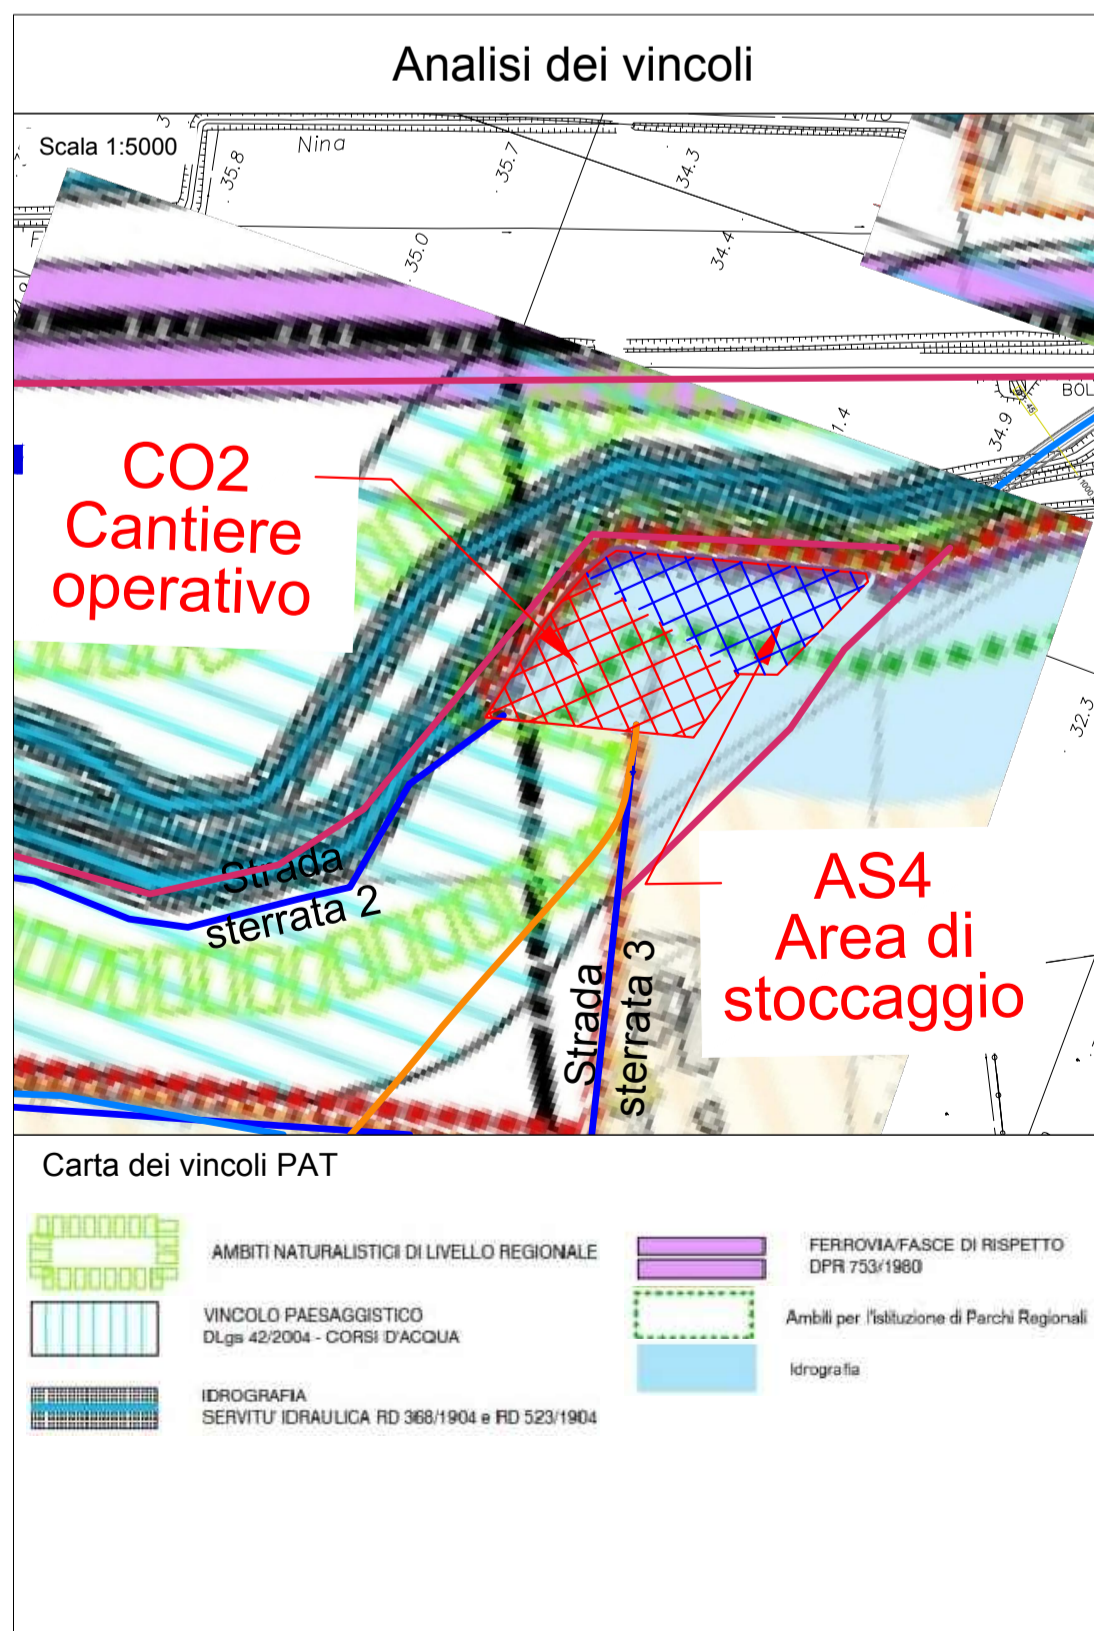 Analisi dei vincoli
Scala 1:5000
Nina
35.8
35.7
34.3
35.0
34.4
1.4
34.9
BOL
1000
32.3
CO2
Cantiere
operativo
AS4
Area di
stoccaggio
Strada
sterrata 2
Strada
sterrata 3
Carta dei vincoli PAT
AMBITI NATURALISTICI DI LIVELLO REGIONALE
VINCOLO PAESAGGISTICO
DLgs 42/2004 - CORSI D'ACQUA
IDROGRAFIA
SERVITU' IDRAULICA RD 368/1904 e RD 523/1904
FERROVIA/FASCE DI RISPETTO
DPR 753/1980
Ambiti per l'istituzione di Parchi Regionali
Idrografia